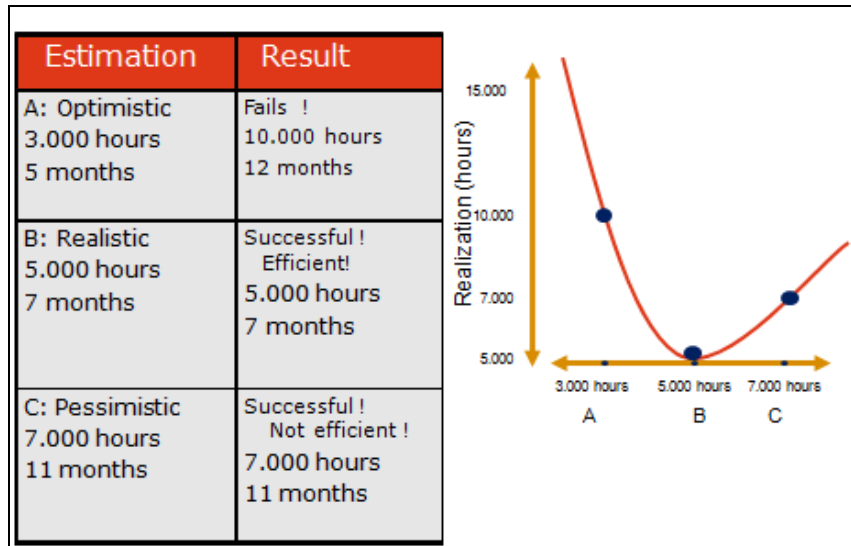 Estimation
Result
A: Optimistic
3.000 hours
5 months
Fails !
10.000 hours
12 months
B: Realistic
5.000 hours
7 months
Successful !
Efficient!
5.000 hours
7 months
C: Pessimistic
7.000 hours
11 months
Successful !
Not efficient !
7.000 hours
11 months
Realization (hours)
15.000
10.000
7.000
5.000
3.000 hours
5.000 hours
7.000 hours
A
B
C